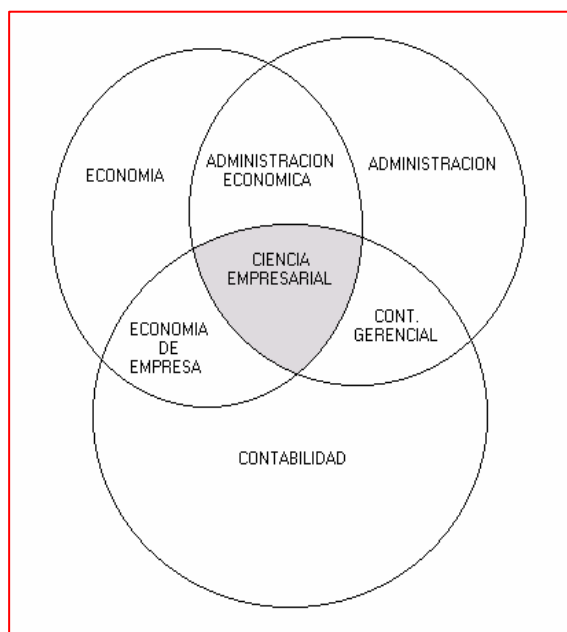 ECONOMIA
ADMINISTRACION
ECONOMICA
ADMINISTRACION
CIENCIA
EMPRESARIAL
ECONOMIA
DE
EMPRESA
CONT.
GERENCIAL
CONTABILIDAD